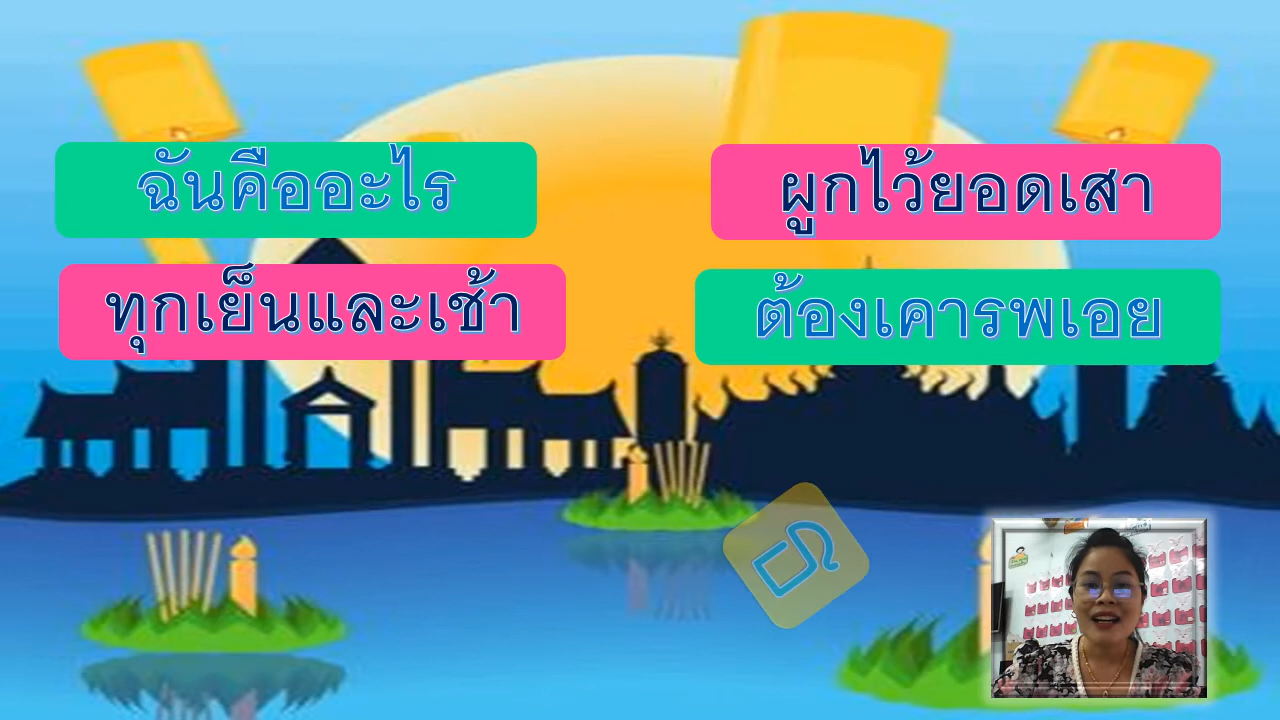 ฉันคืออะไร
ผูกไว้ยอดเสา
ทุกเย็นและเช้า
ต้องเคารพเอย